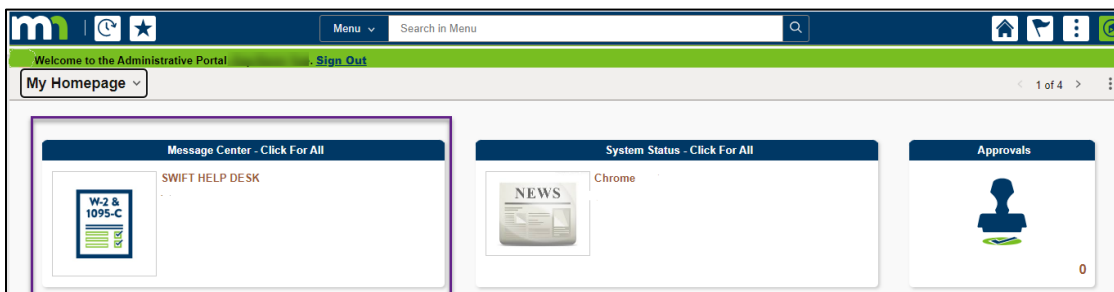 Menu
Search in Menu
Welcome to the Administrative Portal . Sign Out
My Homepage
1 of 4
Message Center - Click For All
System Status - Click For All
Approvals
W-2 &
1095-C
SWIFT HELP DESK
NEWS
Chrome
0